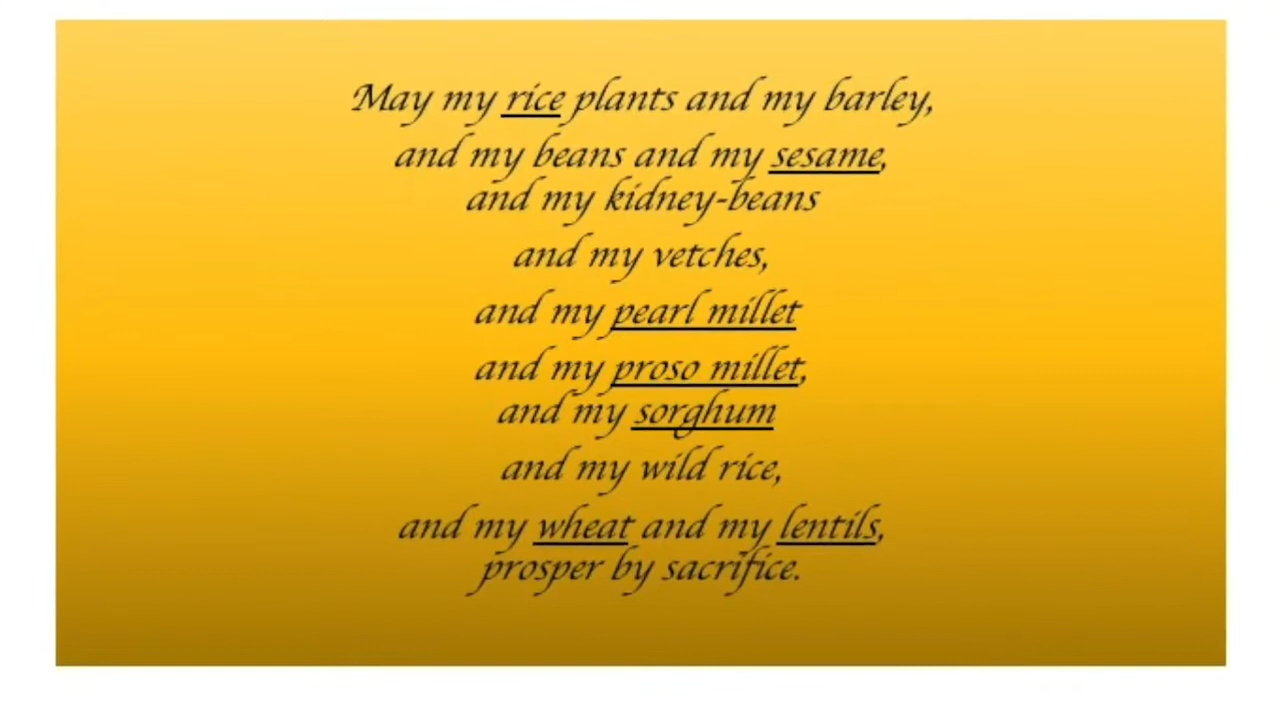 May my rice plants and my barley,
and my beans and my sesame,
and my kidney-beans
and my vetches,
and my pearl millet
and my proso millet,
and my sorghum
and my wild rice,
and my wheat and my lentils,
prosper by sacrifice.